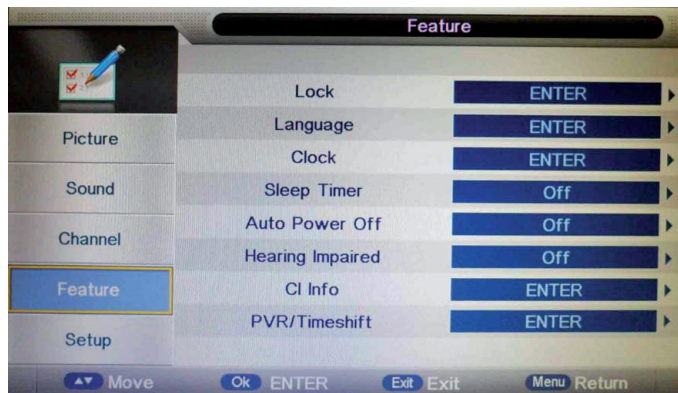 Feature
Lock ENTER
Language ENTER
Clock ENTER
Sleep Timer Off
Auto Power Off Off
Hearing Impaired Off
CI Info ENTER
PVR/Timeshift ENTER
Picture
Sound
Channel
Feature
Setup
Move Ok ENTER Exit Exit Menu Return